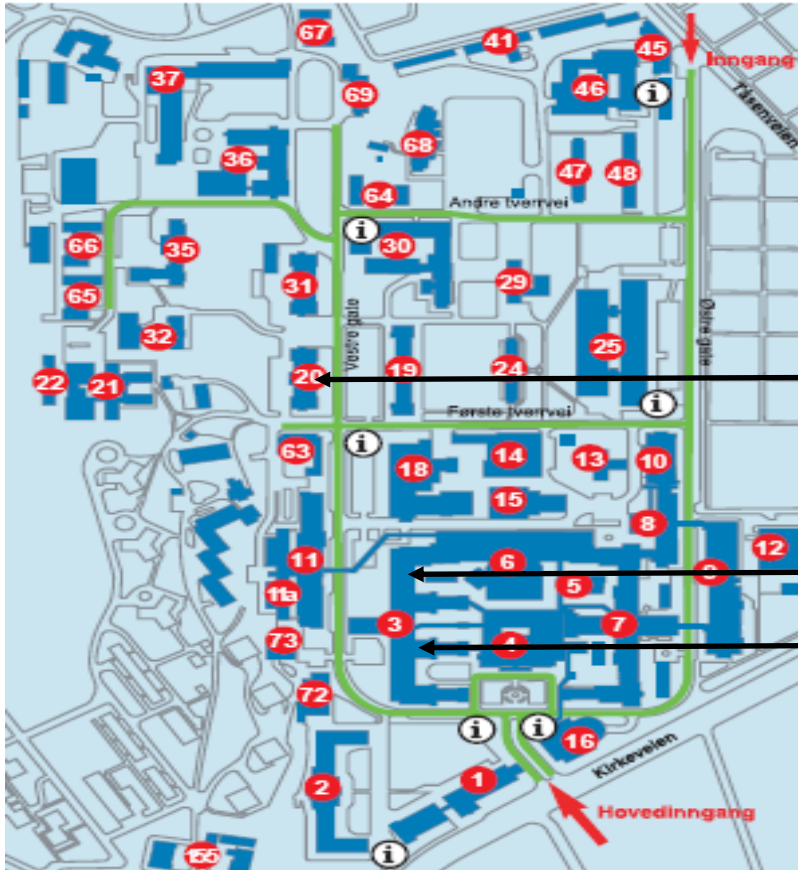 67
41
45
Inngang
37
69
46
i
Tåsenveien
68
36
47
48
64
Andre tverrvei
66
35
i
30
31
29
65
Vestre gate
Østre gate
32
25
22
21
20
19
24
i
Første tverrvei
63
i
18
14
13
10
15
8
11
6
12
9
11a
5
3
7
73
4
72
i
i
16
Kirkeveien
2
1
Hovedinngang
155
i